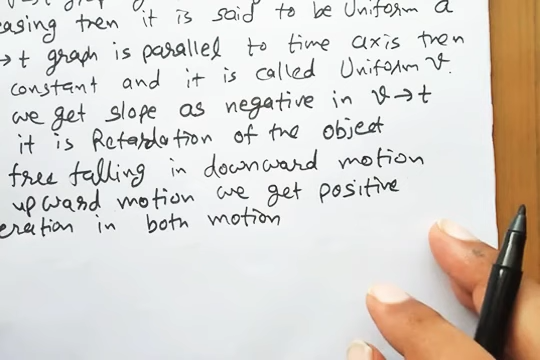 easing then it is said to be Uniform a
→ t graph is parallel to time axis then
constant and it is called Uniform V.
we get slope as negative in V → t
it is Retardation of the object
free falling in downward motion
upward motion we get positive
eration in both motion